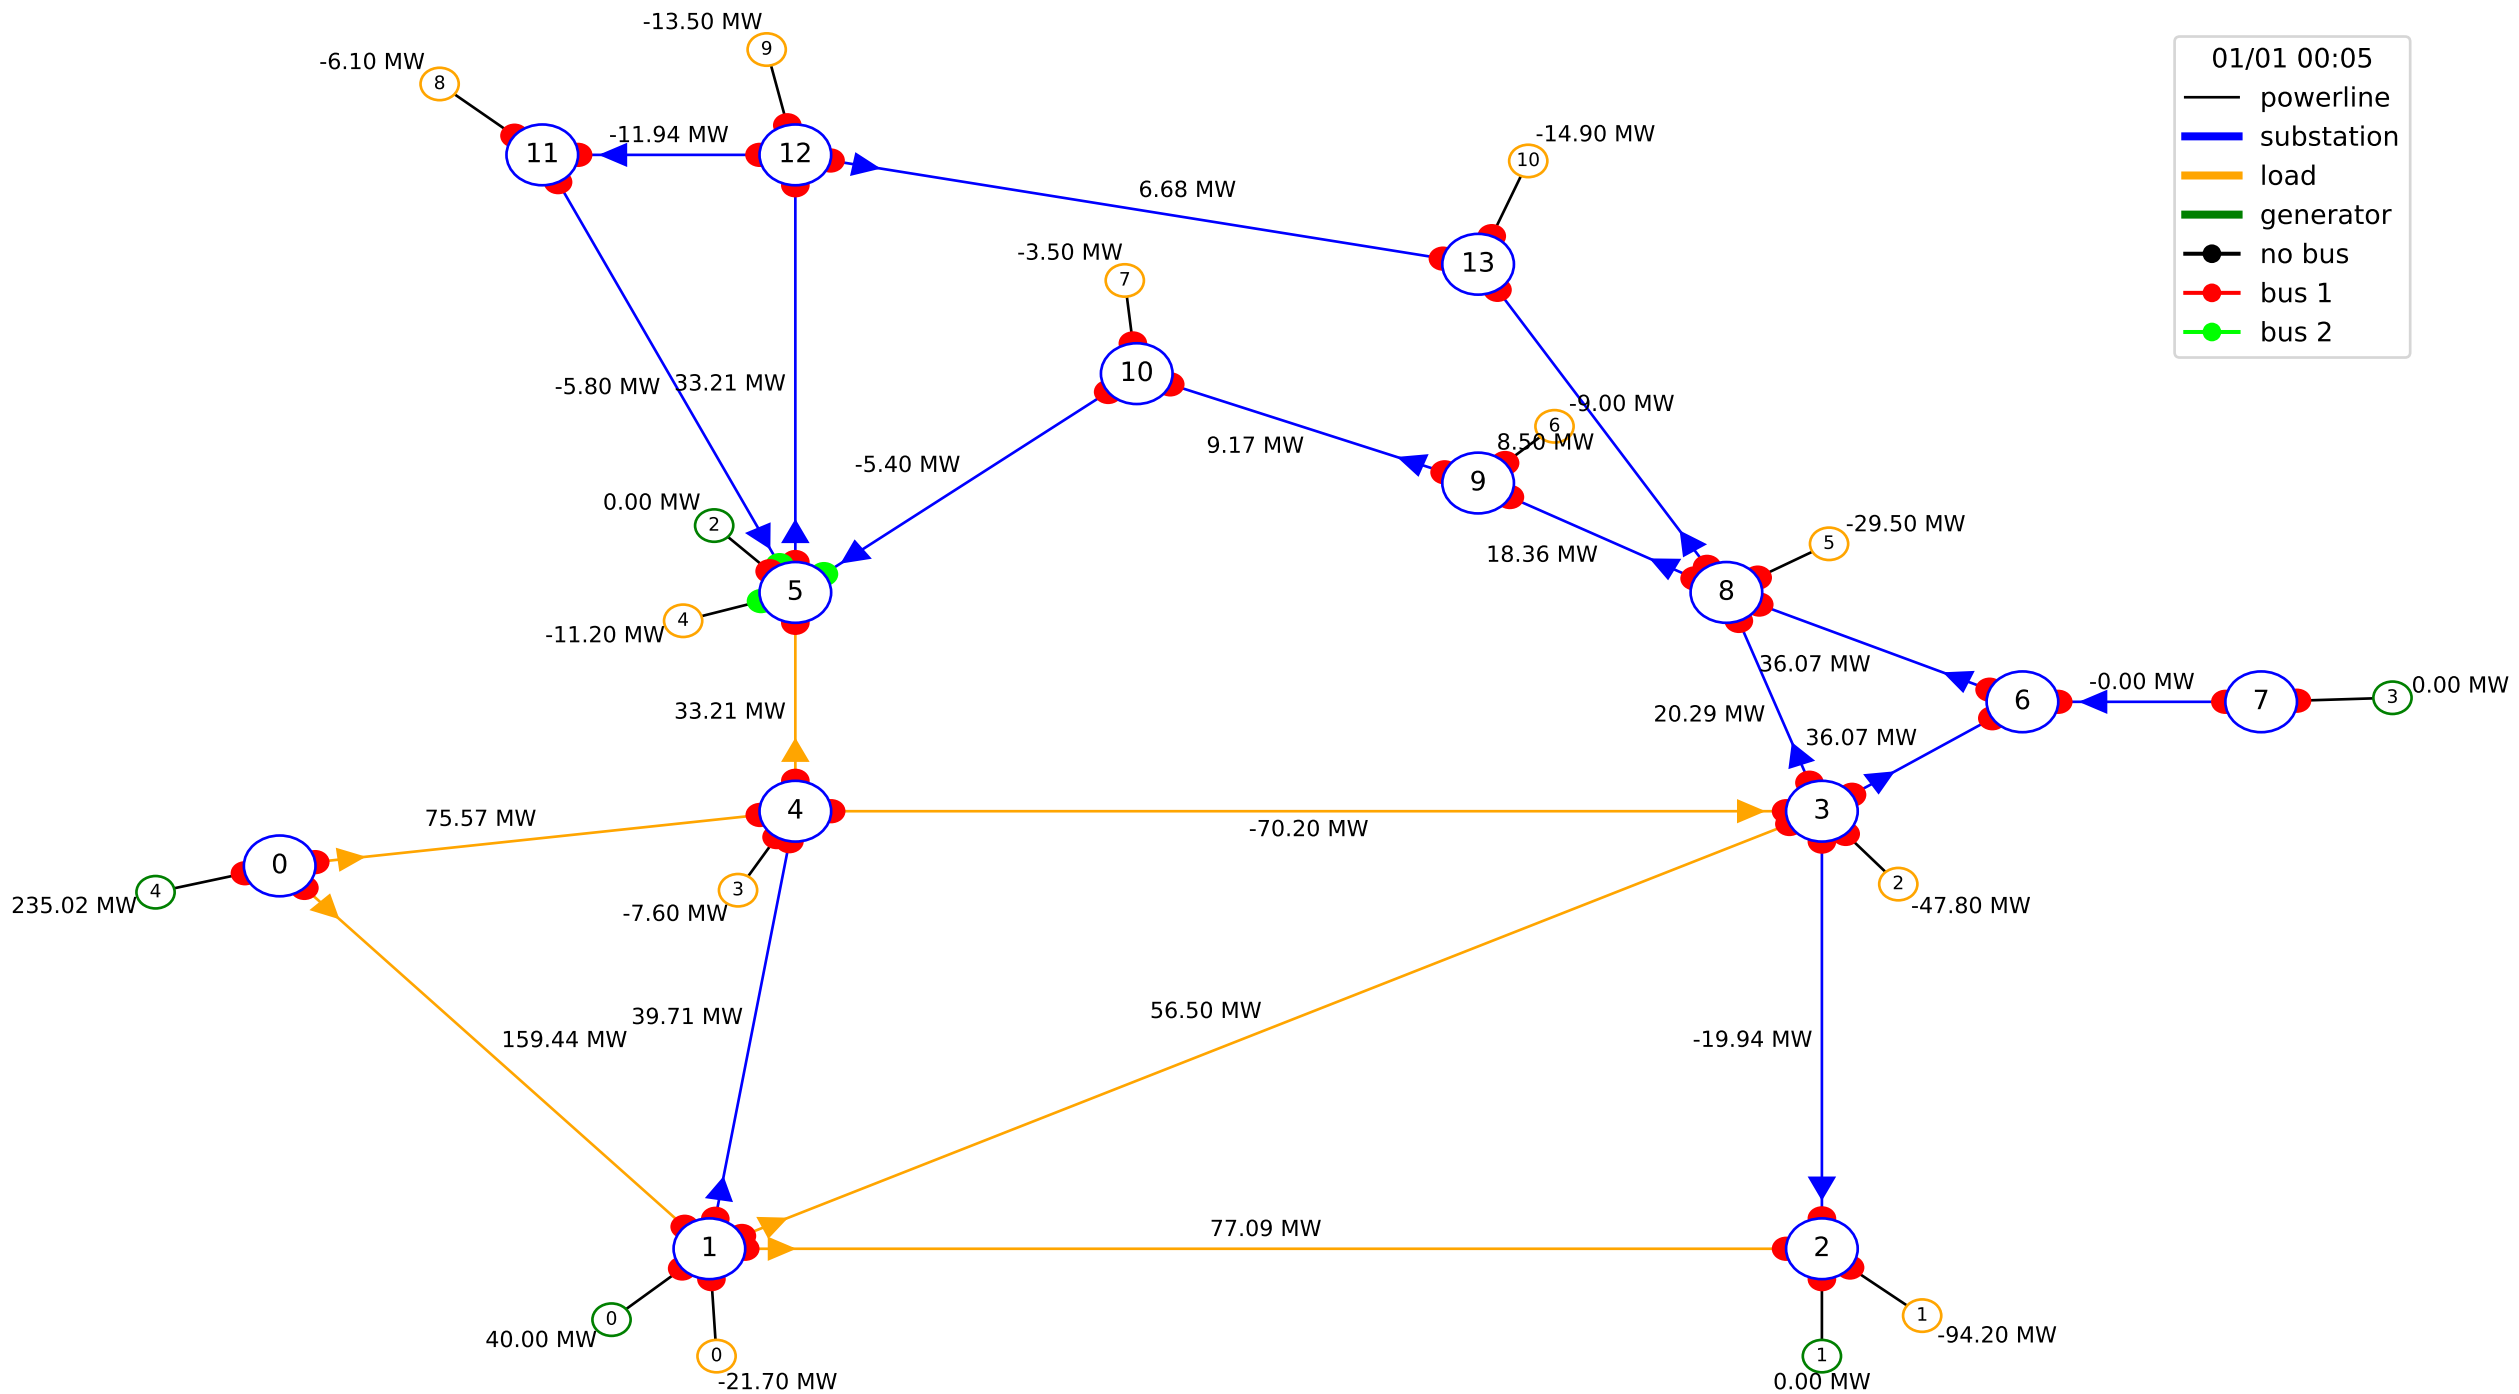 -13.50 MW
9
-6.10 MW
8
01/01 00:05
powerline
substation
load
generator
no bus
bus 1
bus 2
11
-11.94 MW
12
-14.90 MW
10
6.68 MW
13
-3.50 MW
7
10
-5.80 MW
33.21 MW
-9.00 MW
6
8.50 MW
9.17 MW
9
-5.40 MW
0.00 MW
2
18.36 MW
-29.50 MW
5
5
8
-11.20 MW
4
36.07 MW
20.29 MW
-0.00 MW
6
7
3
0.00 MW
33.21 MW
36.07 MW
75.57 MW
4
-70.20 MW
3
0
235.02 MW
4
-7.60 MW
3
2
-47.80 MW
159.44 MW
39.71 MW
56.50 MW
-19.94 MW
1
77.09 MW
2
40.00 MW
0
0
-21.70 MW
1
0.00 MW
1
-94.20 MW